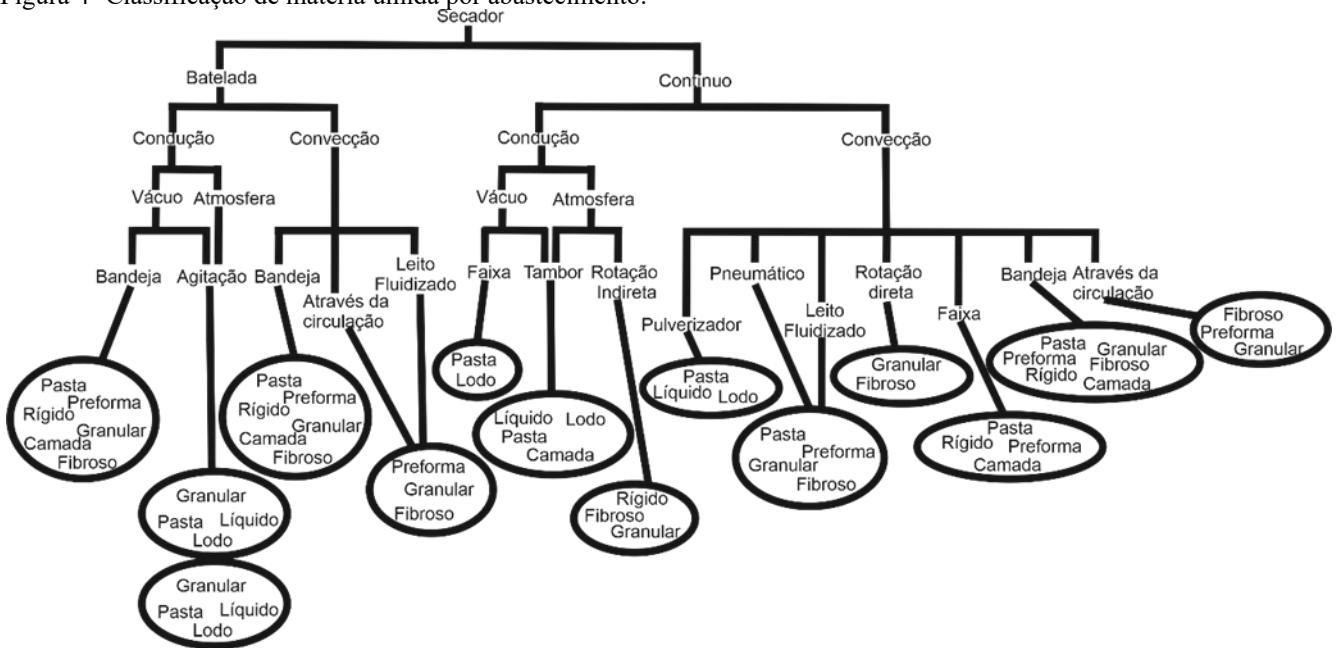 Figura 4- Classificação de matéria úmida por abastecimento.
Secador
Batelada
Contínuo
Condução
Convecção
Condução
Convecção
Vácuo
Atmosfera
Vácuo
Atmosfera
Bandeja
Agitação
Bandeja
Através da
circulação
Leito
Fluidizado
Faixa
Tambor
Rotação
Indireta
Pulverizador
Pneumático
Leito
Fluidizado
Rotação
direta
Faixa
Bandeja
Através da
circulação
Pasta
Preforma
Rígido
Granular
Camada
Fibroso
Granular
Pasta Líquido
Lodo
Granular
Pasta Líquido
Lodo
Pasta
Preforma
Rígido
Granular
Camada
Fibroso
Preforma
Granular
Fibroso
Pasta
Lodo
Líquido Lodo
Pasta
Camada
Rígido
Fibroso
Granular
Pasta
Líquido Lodo
Pasta
Preforma
Granular
Fibroso
Granular
Fibroso
Pasta
Rígido Preforma
Camada
Pasta Granular
Preforma Fibroso
Rígido Camada
Fibroso
Preforma
Granular